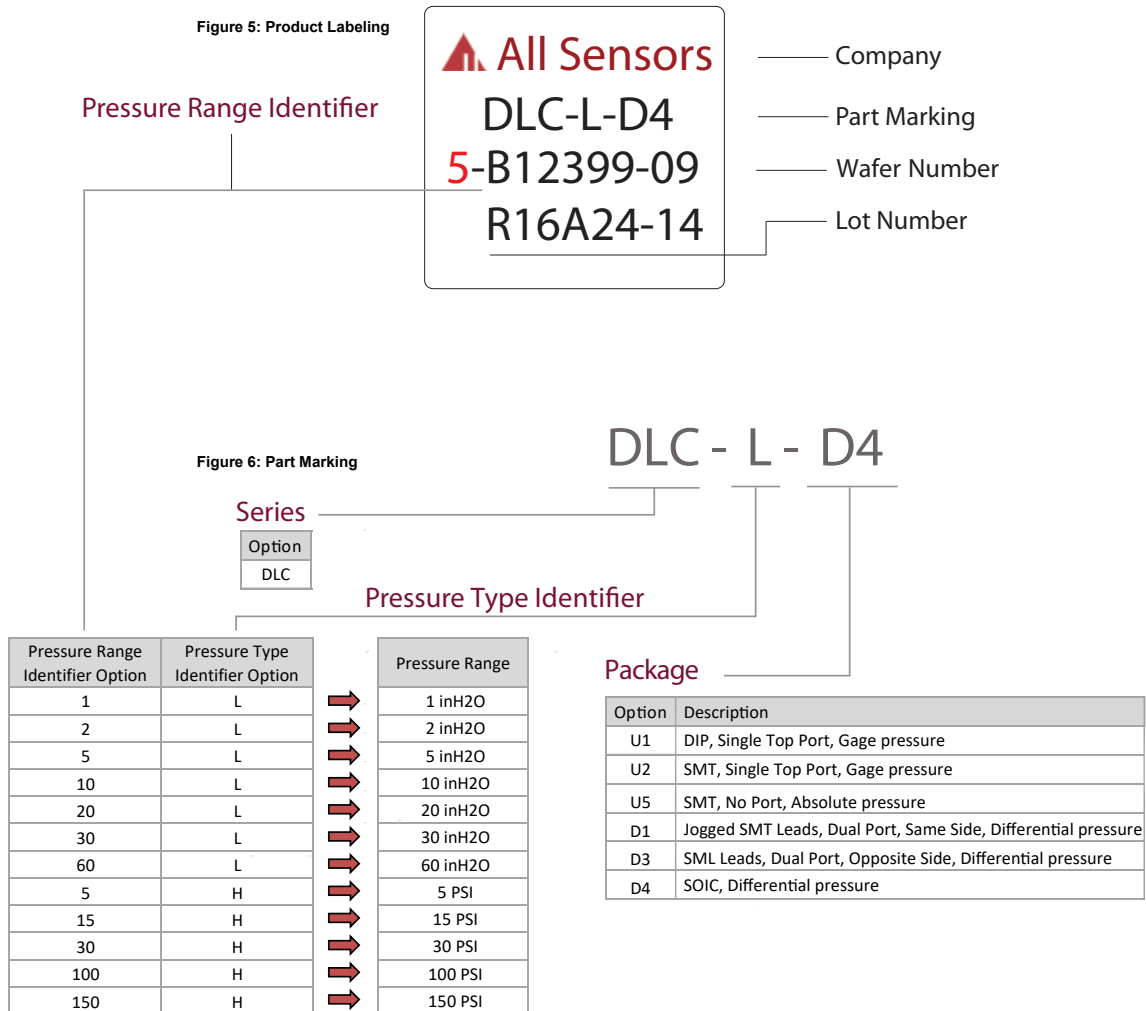 Figure 5: Product Labeling
All Sensors
Company
Pressure Range Identifier
DLC-L-D4
Part Marking
5-B12399-09
Wafer Number
R16A24-14
Lot Number
DLC - L - D4
Figure 6: Part Marking
Series
Option
DLC
Pressure Type Identifier
Pressure Range Identifier Option
Pressure Type Identifier Option
Pressure Range
1 L 1 inH2O
2 L 2 inH2O
5 L 5 inH2O
10 L 10 inH2O
20 L 20 inH2O
30 L 30 inH2O
60 L 60 inH2O
5 H 5 PSI
15 H 15 PSI
30 H 30 PSI
100 H 100 PSI
150 H 150 PSI
Package
Option Description
U1 DIP, Single Top Port, Gage pressure
U2 SMT, Single Top Port, Gage pressure
U5 SMT, No Port, Absolute pressure
D1 Jogged SMT Leads, Dual Port, Same Side, Differential pressure
D3 SML Leads, Dual Port, Opposite Side, Differential pressure
D4 SOIC, Differential pressure